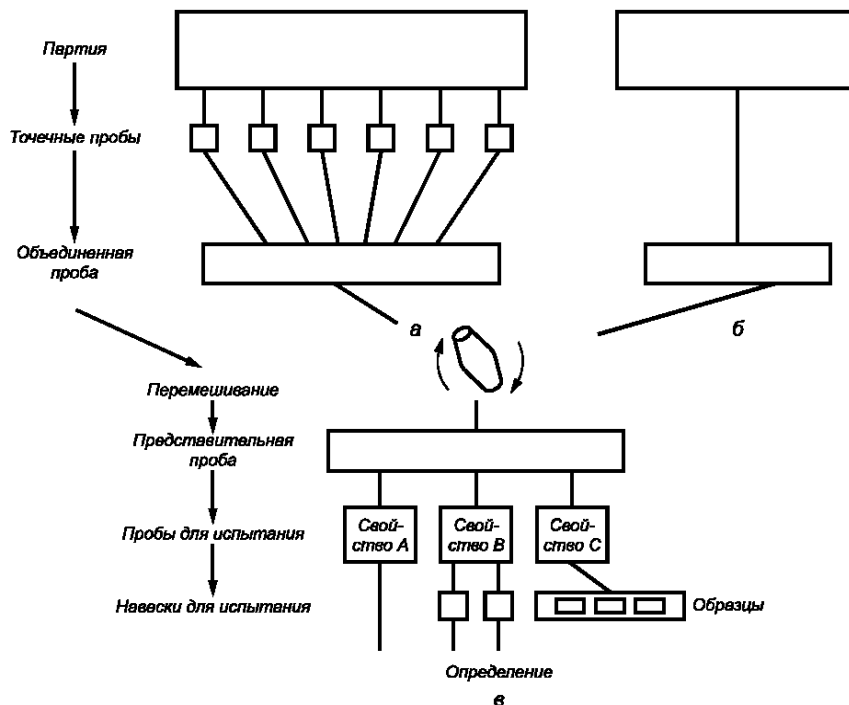 Партия
Точечные пробы
Объединенная
проба
а
б
Перемешивание
Представительная
проба
Пробы для испытания
Свой-
ство А
Свой-
ство В
Свой-
ство С
Навески для испытания
Образцы
Определение
в